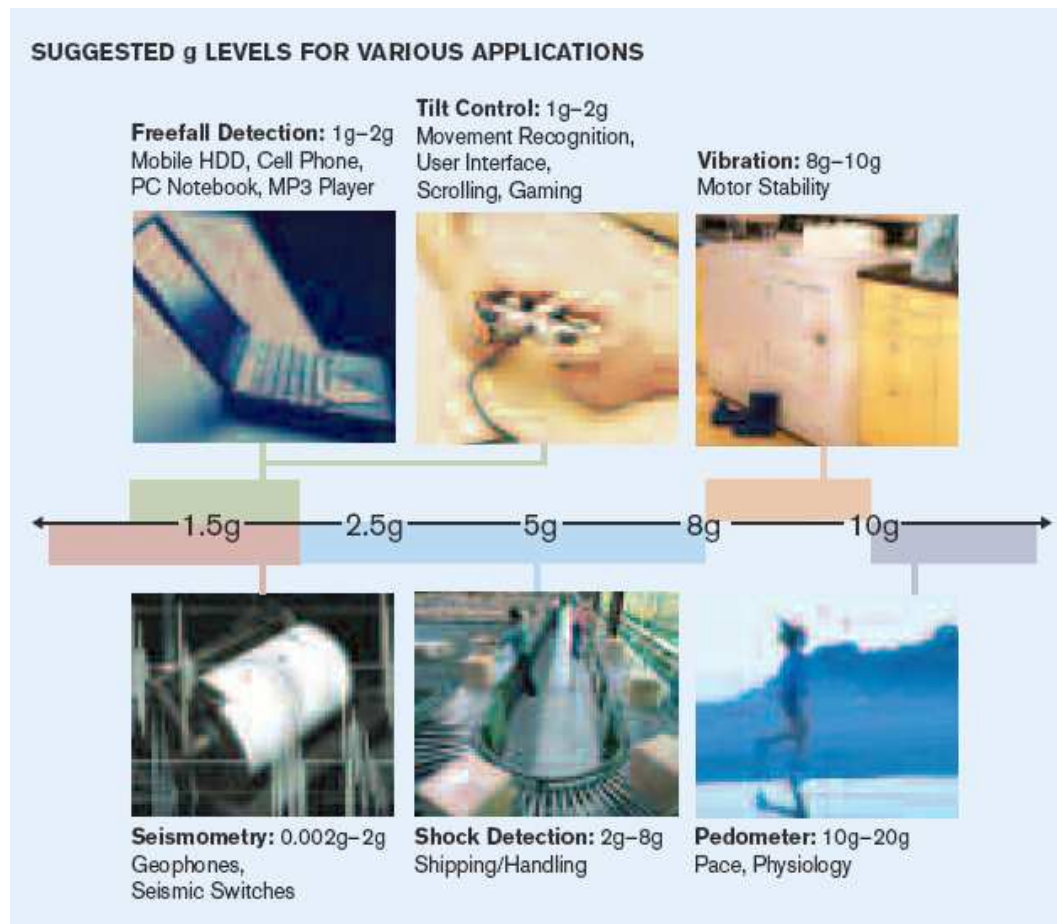 SUGGESTED g LEVELS FOR VARIOUS APPLICATIONS
Freefall Detection: 1g–2g
Mobile HDD, Cell Phone,
PC Notebook, MP3 Player
Tilt Control: 1g–2g
Movement Recognition,
User Interface,
Scrolling, Gaming
Vibration: 8g–10g
Motor Stability
1.5g 2.5g 5g 8g 10g
Seismometry: 0.002g–2g
Geophones,
Seismic Switches
Shock Detection: 2g–8g
Shipping/Handling
Pedometer: 10g–20g
Pace, Physiology